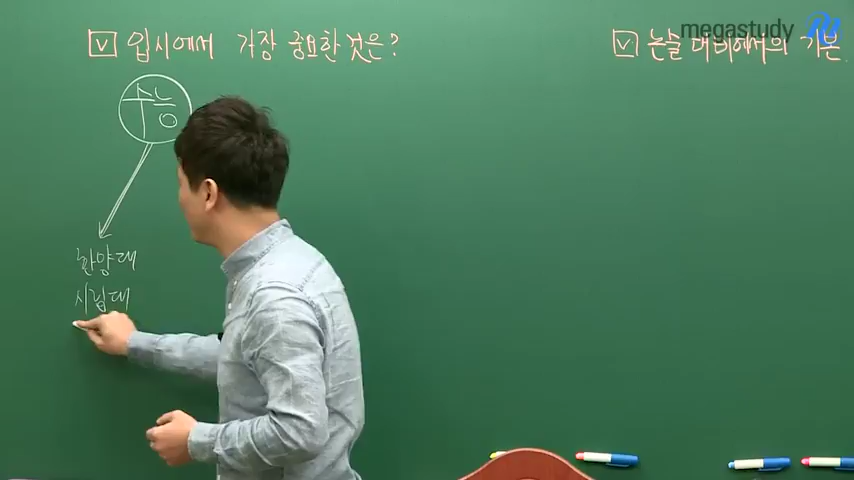 V 입시에서 가장 중요한 것은?
수능
한양대
시립대
megastudy
V 논술 대비에서의 기본